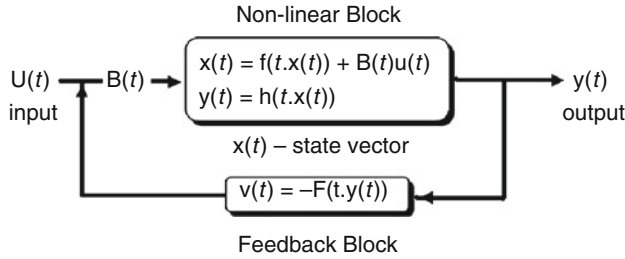 Non-linear Block
U(t) B(t) x(t) = f(t.x(t)) + B(t)u(t) y(t)
input y(t) = h(t.x(t)) output
x(t) – state vector
v(t) = –F(t.y(t))
Feedback Block